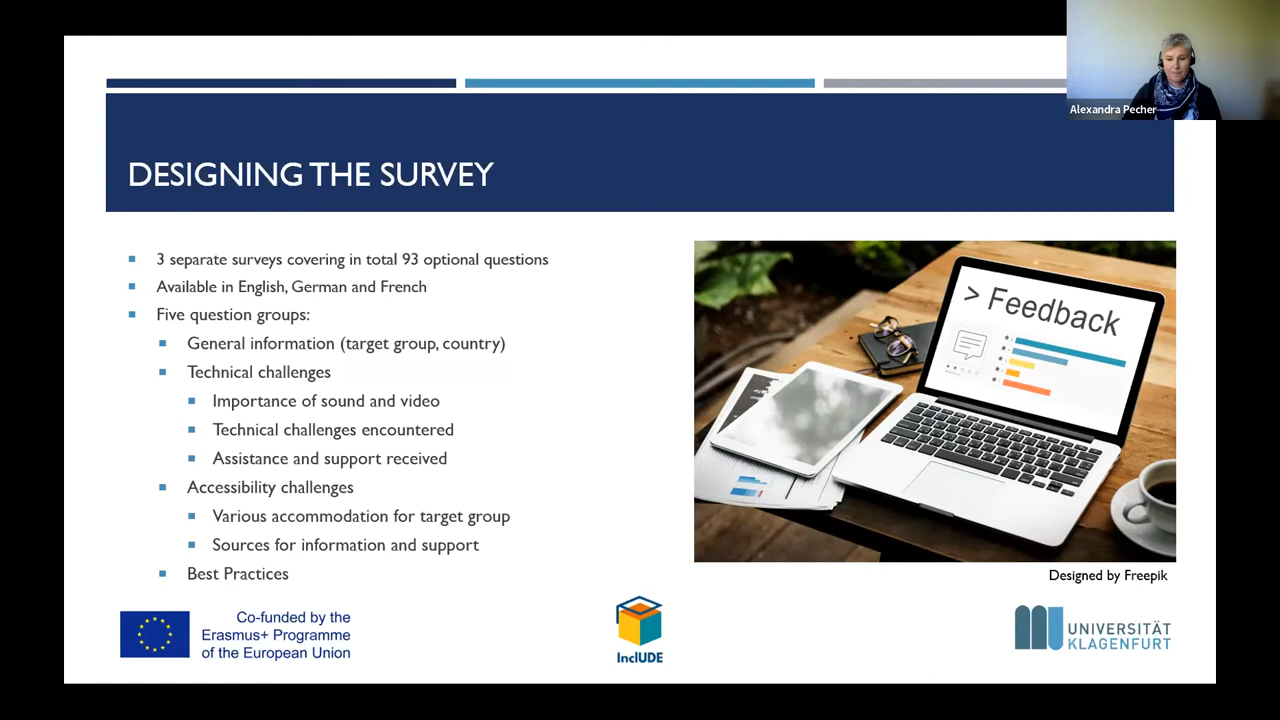 Alexandra Pecher
DESIGNING THE SURVEY
3 separate surveys covering in total 93 optional questions
Available in English, German and French
Five question groups:
General information (target group, country)
Technical challenges
Importance of sound and video
Technical challenges encountered
Assistance and support received
Accessibility challenges
Various accommodation for target group
Sources for information and support
Best Practices
> Feedback
Designed by Freepik
Co-funded by the
Erasmus+ Programme
of the European Union
InclUDE
UNIVERSITÄT
KLAGENFURT